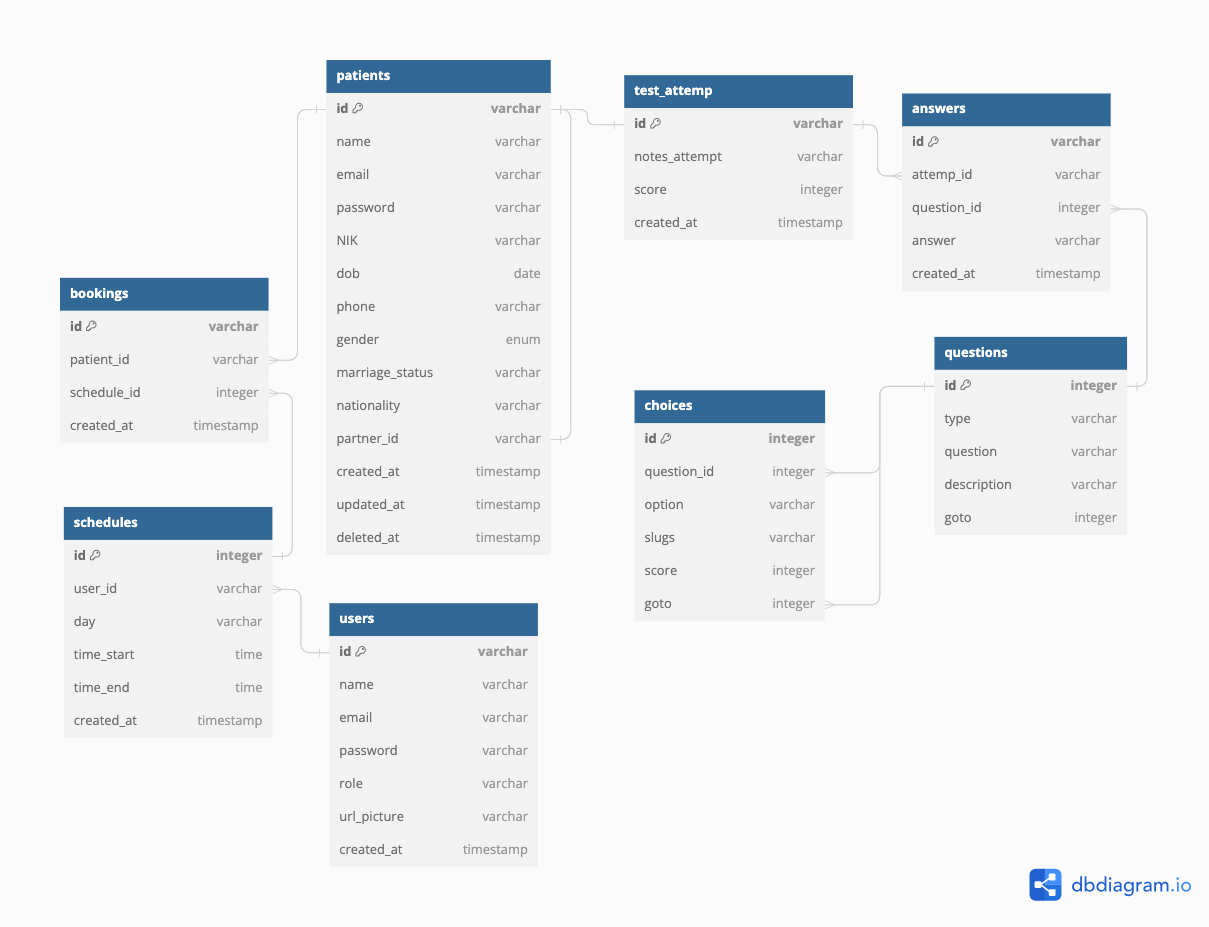 patients
id varchar
name varchar
email varchar
password varchar
NIK varchar
dob date
phone varchar
gender enum
marriage_status varchar
nationality varchar
partner_id varchar
created_at timestamp
updated_at timestamp
deleted_at timestamp
test_attemp
id varchar
notes_attempt varchar
score integer
created_at timestamp
answers
id varchar
attemp_id varchar
question_id integer
answer varchar
created_at timestamp
bookings
id varchar
patient_id varchar
schedule_id integer
created_at timestamp
questions
id integer
type varchar
question varchar
description varchar
goto integer
choices
id integer
question_id integer
option varchar
slugs varchar
score integer
goto integer
schedules
id integer
user_id varchar
day varchar
time_start time
time_end time
created_at timestamp
users
id varchar
name varchar
email varchar
password varchar
role varchar
url_picture varchar
created_at timestamp
dbdiagram.io